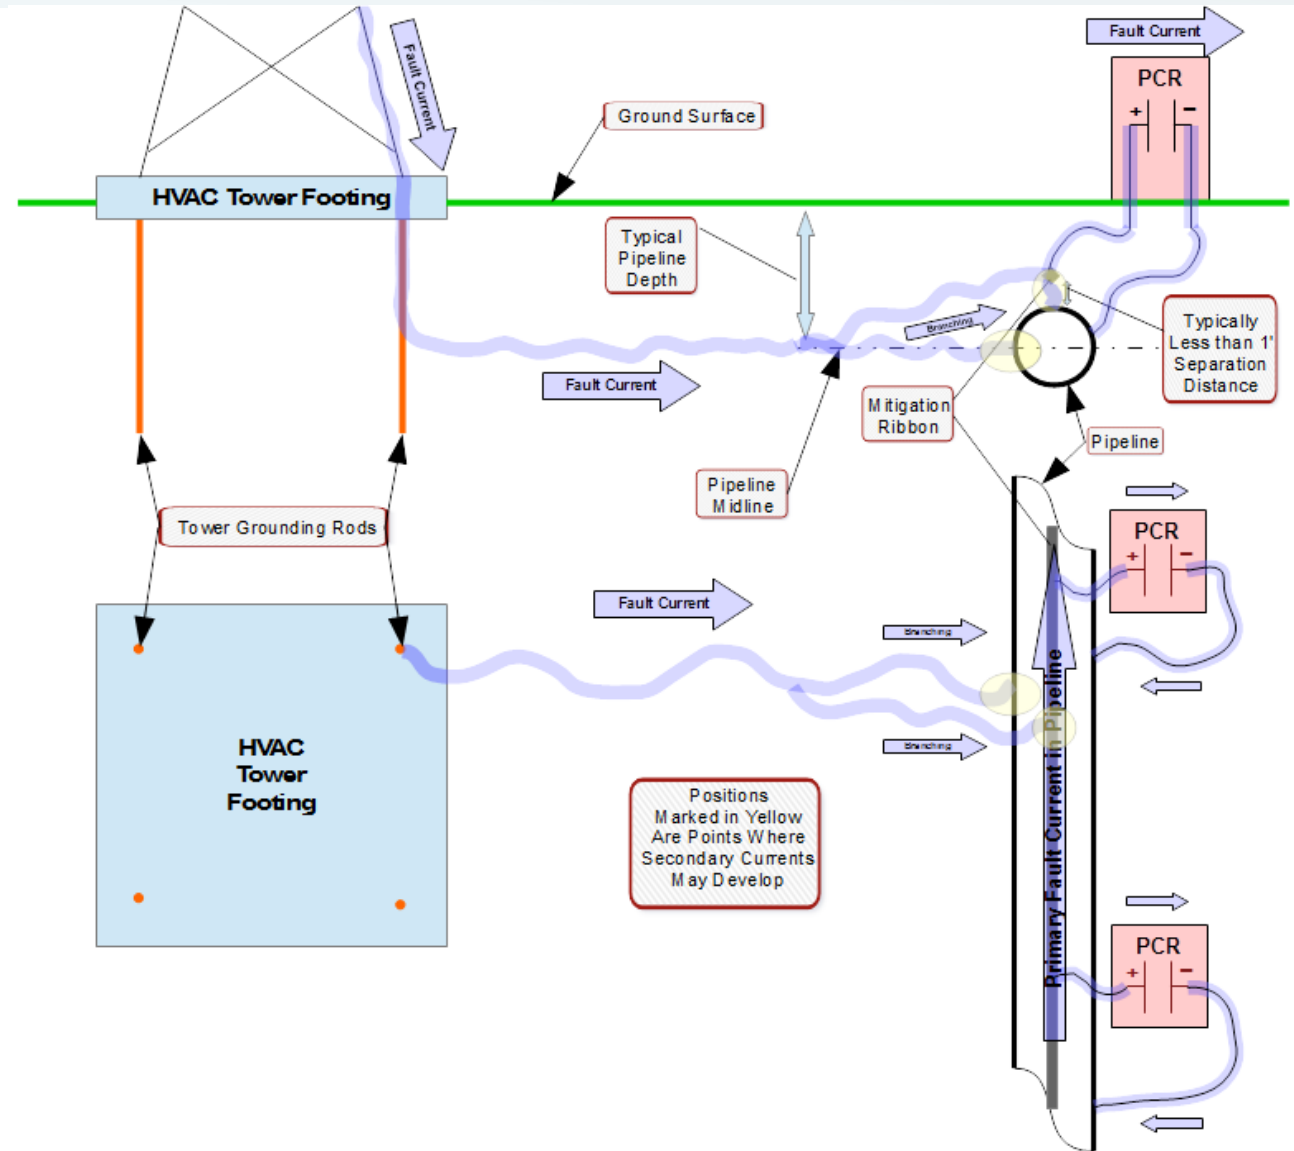 Fault Current
PCR
+ −
Fault Current
Ground Surface
HVAC Tower Footing
Typical
Pipeline
Depth
Branching
Typically
Less than 1'
Separation
Distance
Fault Current
Mitigation
Ribbon
Pipeline
Pipeline
Midline
Tower Grounding Rods
PCR
+ −
Fault Current
Branching
Primary Fault Current in Pipeline
HVAC
Tower
Footing
Branching
Positions
Marked in Yellow
Are Points Where
Secondary Currents
May Develop
PCR
+ −